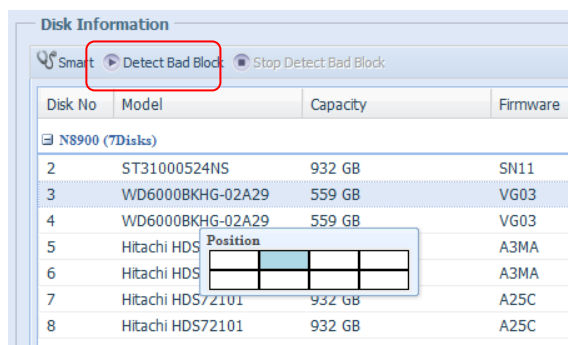 Disk Information
Smart Detect Bad Block Stop Detect Bad Block
Disk No Model Capacity Firmware
N8900 (7Disks)
2 ST31000524NS 932 GB SN11
3 WD6000BKHG-02A29 559 GB VG03
4 WD6000BKHG-02A29 559 GB VG03
Position
5 Hitachi HDS A3MA
6 Hitachi HDS A3MA
7 Hitachi HDS72101 932 GB A25C
8 Hitachi HDS72101 932 GB A25C